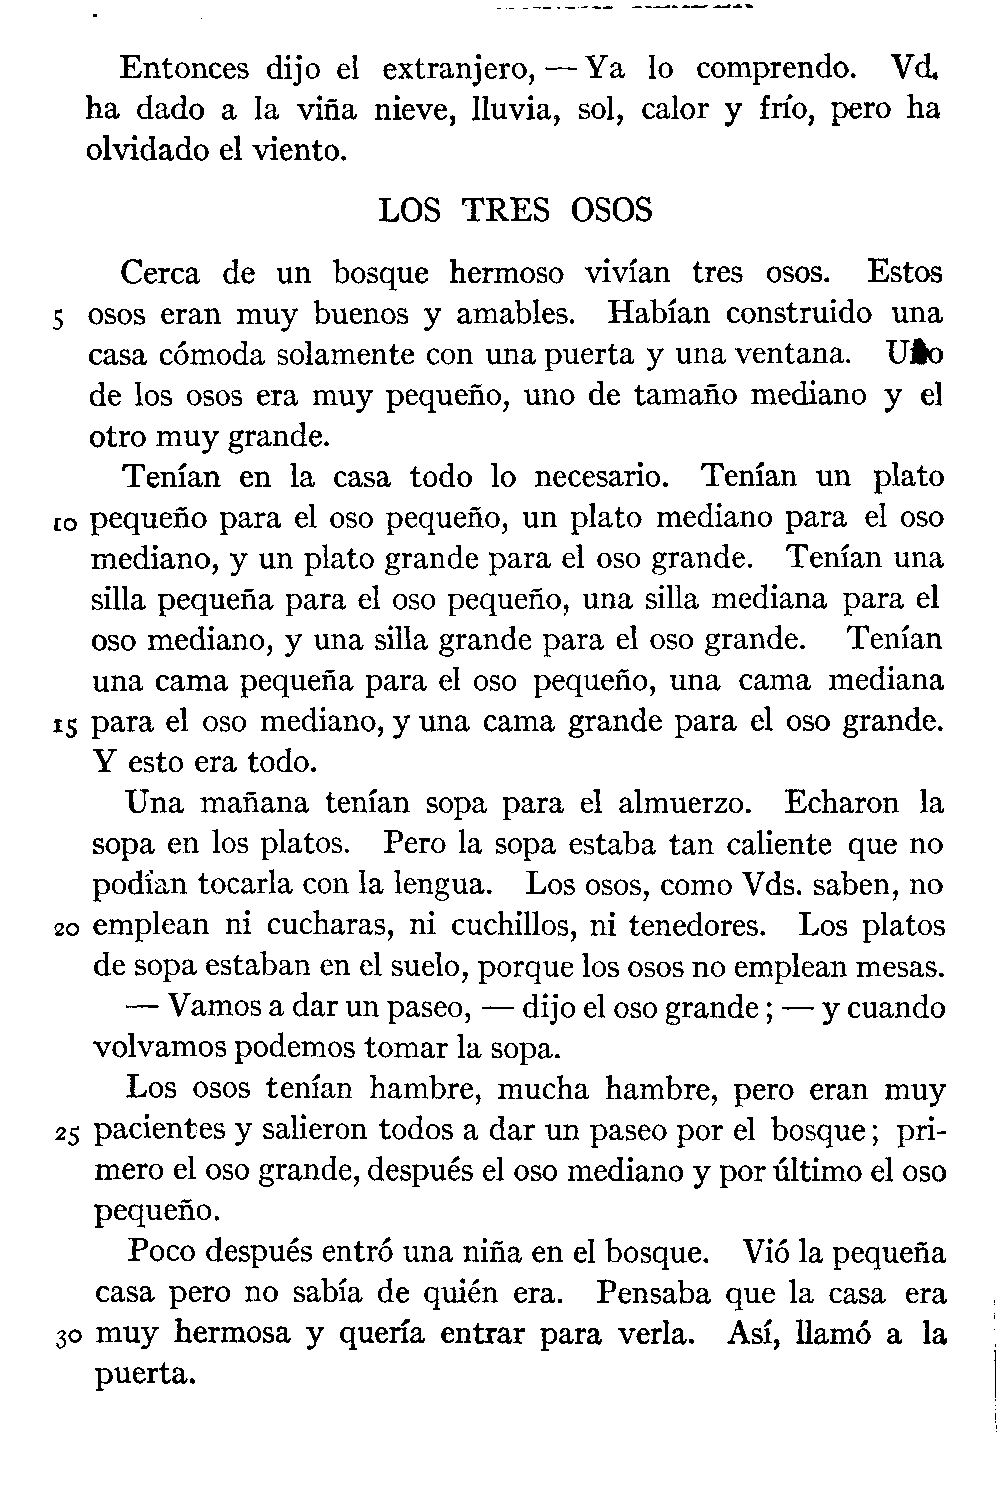 Entonces dijo el extranjero, — Ya lo comprendo. Vd.
ha dado a la viña nieve, lluvia, sol, calor y frío, pero ha
olvidado el viento.
LOS TRES OSOS
Cerca de un bosque hermoso vivían tres osos. Estos
5 osos eran muy buenos y amables. Habían construido una
casa cómoda solamente con una puerta y una ventana. Uno
de los osos era muy pequeño, uno de tamaño mediano y el
otro muy grande.
Tenían en la casa todo lo necesario. Tenían un plato
10 pequeño para el oso pequeño, un plato mediano para el oso
mediano, y un plato grande para el oso grande. Tenían una
silla pequeña para el oso pequeño, una silla mediana para el
oso mediano, y una silla grande para el oso grande. Tenían
una cama pequeña para el oso pequeño, una cama mediana
15 para el oso mediano, y una cama grande para el oso grande.
Y esto era todo.
Una mañana tenían sopa para el almuerzo. Echaron la
sopa en los platos. Pero la sopa estaba tan caliente que no
podían tocarla con la lengua. Los osos, como Vds. saben, no
20 emplean ni cucharas, ni cuchillos, ni tenedores. Los platos
de sopa estaban en el suelo, porque los osos no emplean mesas.
— Vamos a dar un paseo, — dijo el oso grande; — y cuando
volvamos podemos tomar la sopa.
Los osos tenían hambre, mucha hambre, pero eran muy
25 pacientes y salieron todos a dar un paseo por el bosque; pri-
mero el oso grande, después el oso mediano y por último el oso
pequeño.
Poco después entró una niña en el bosque. Vió la pequeña
casa pero no sabía de quién era. Pensaba que la casa era
30 muy hermosa y quería entrar para verla. Así, llamó a la
puerta.